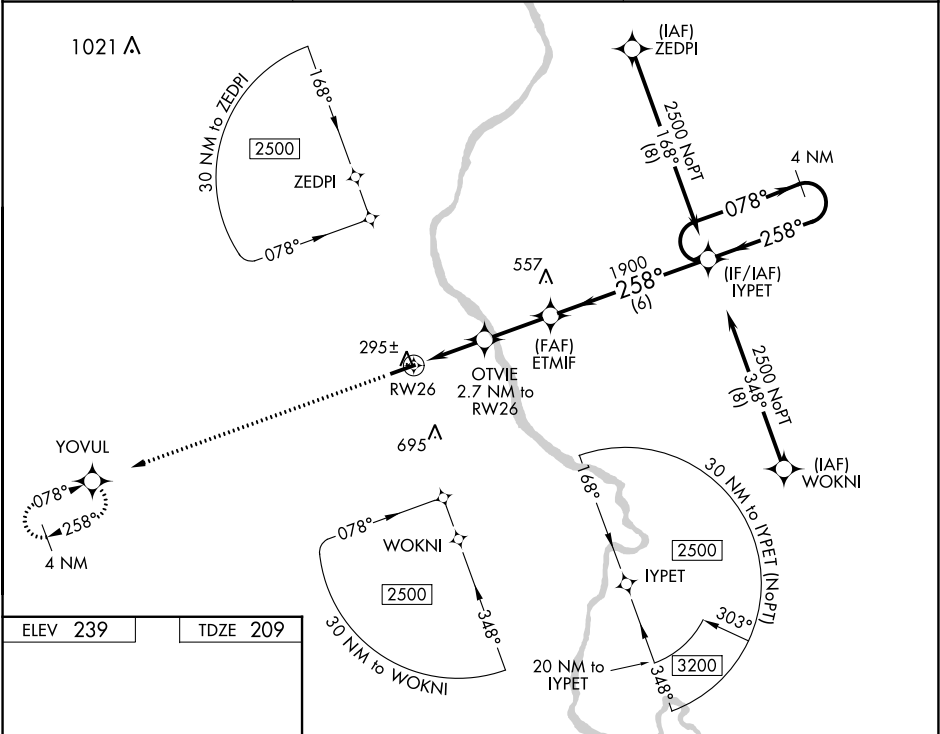 1021
(IAF)
ZEDPI
30 NM to ZEDPI
168°
2500
ZEDPI
078°
2500 NoPT
168°
(8)
4 NM
078°
258°
(IF/IAF)
IYPET
557
1900
258°
(6)
(FAF)
ETMIF
295±
RW26
OTVIE
2.7 NM to
RW26
2500 NoPT
348°
(8)
(IAF)
WOKNI
695
YOVUL
078°
258°
4 NM
078°
WOKNI
2500
348°
30 NM to WOKNI
168°
30 NM to IYPET (NoPT)
2500
IYPET
303°
20 NM to
IYPET
3200
348°
ELEV 239
TDZE 209